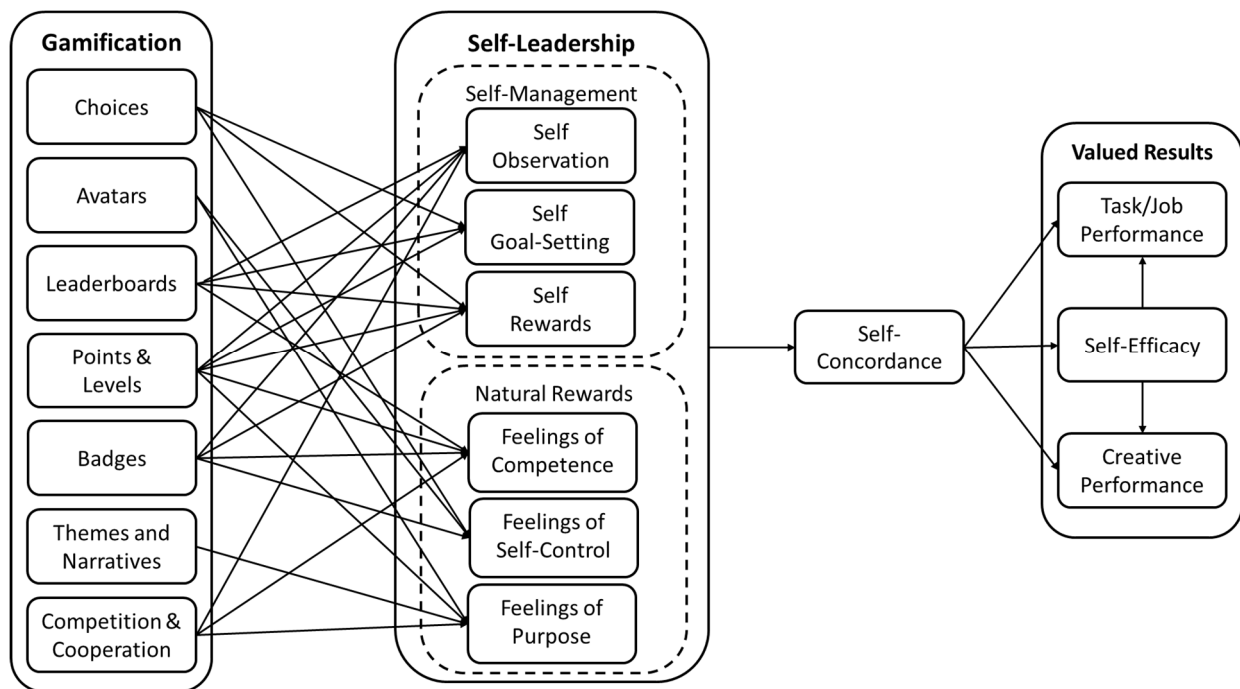 Gamification
Choices
Avatars
Leaderboards
Points &
Levels
Badges
Themes and
Narratives
Competition &
Cooperation
Self-Leadership
Self-Management
Self
Observation
Self
Goal-Setting
Self
Rewards
Natural Rewards
Feelings of
Competence
Feelings of
Self-Control
Feelings of
Purpose
Self-
Concordance
Valued Results
Task/Job
Performance
Self-Efficacy
Creative
Performance